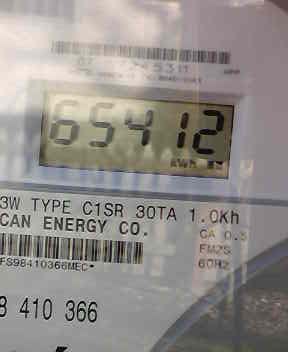 65412
kWh
3W TYPE C1SR 30TA 1.0Kh
CAN ENERGY CO.
CA 0.5
FM2S
60HZ
FS98410366MEC*
8 410 366